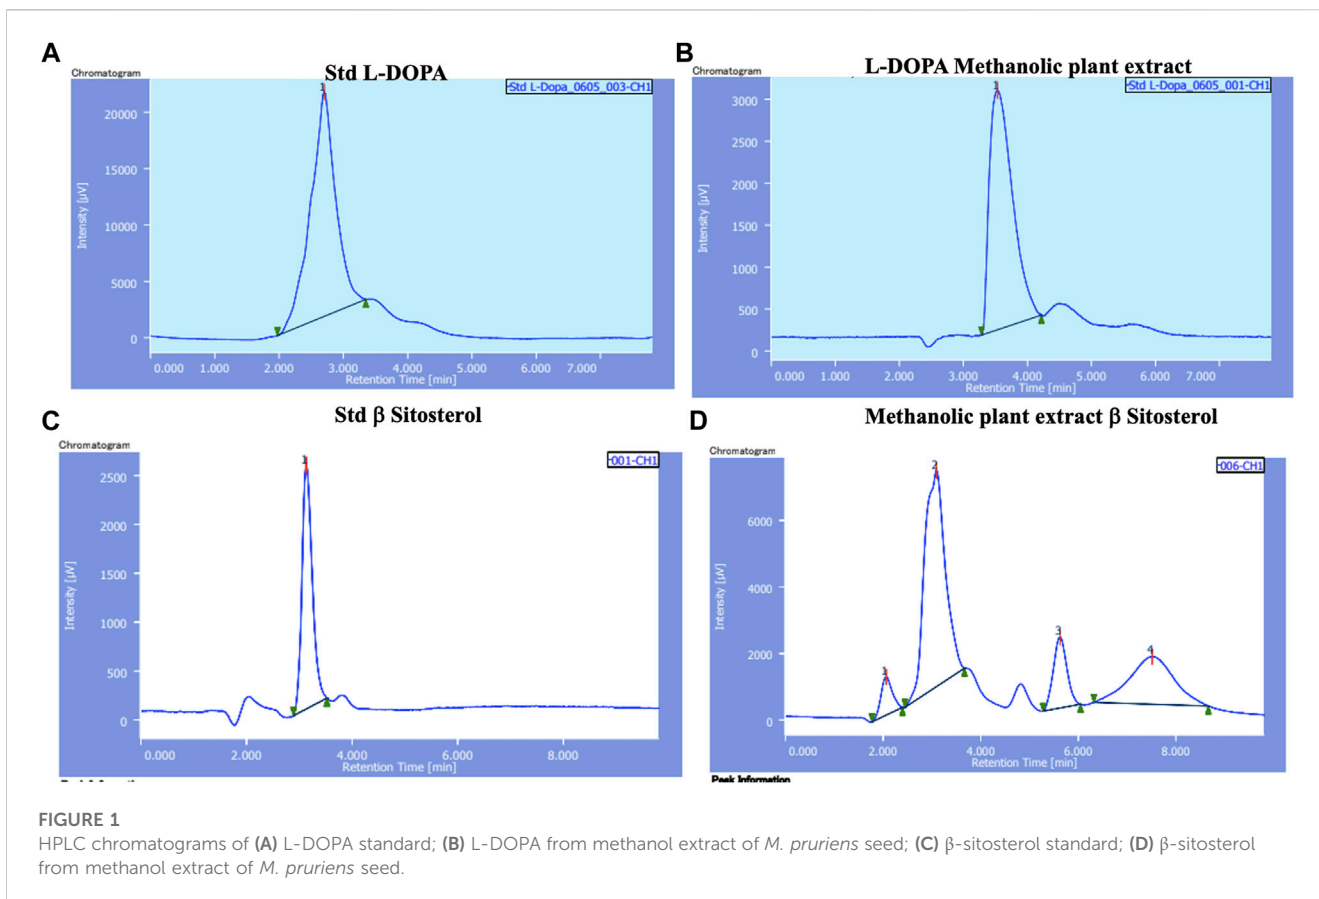 A
Std L-DOPA
Chromatogram
Std L-Dopa_0605_003-CH1
1
20000
15000
10000
5000
0
Intensity [µV]
0.000 1.000 2.000 3.000 4.000 5.000 6.000 7.000
Retention Time [min]
B
L-DOPA Methanolic plant extract
Chromatogram
Std L-Dopa_0605_001-CH1
1
3000
2500
2000
1500
1000
500
0
Intensity [µV]
0.000 1.000 2.000 3.000 4.000 5.000 6.000 7.000
Retention Time [min]
C
Std β Sitosterol
Chromatogram
001-CH1
1
2500
2000
1500
1000
500
0
Intensity [µV]
0.000 2.000 4.000 6.000 8.000
Retention Time [min]
D
Methanolic plant extract β Sitosterol
Chromatogram
006-CH1
2
6000
4000
3
2000
4
1
0
Intensity [µV]
0.000 2.000 4.000 6.000 8.000
Retention Time [min]
Peak Information
FIGURE 1
HPLC chromatograms of (A) L-DOPA standard; (B) L-DOPA from methanol extract of M. pruriens seed; (C) β-sitosterol standard; (D) β-sitosterol
from methanol extract of M. pruriens seed.